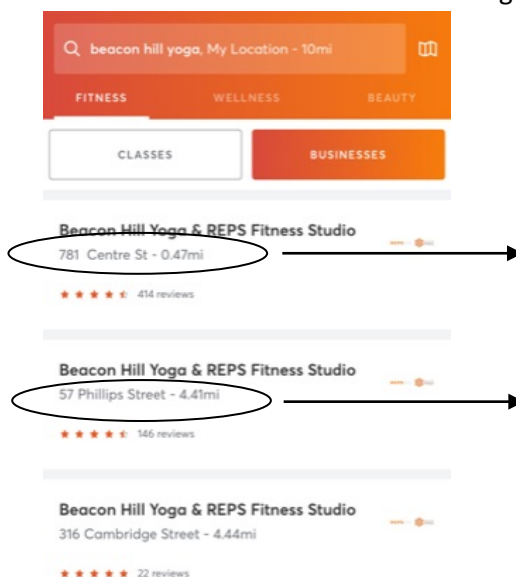 beacon hill yoga, My Location - 10mi
FITNESS WELLNESS BEAUTY
CLASSES BUSINESSES
Beacon Hill Yoga & REPS Fitness Studio
781 Centre St - 0.47mi
414 reviews
Beacon Hill Yoga & REPS Fitness Studio
57 Phillips Street - 4.41mi
146 reviews
Beacon Hill Yoga & REPS Fitness Studio
316 Cambridge Street - 4.44mi
22 reviews